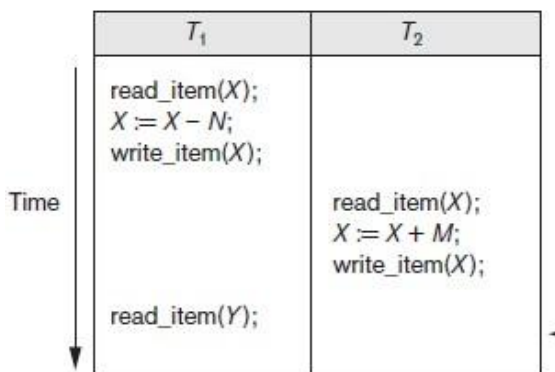 T1 T2
read_item(X);
X := X – N;
write_item(X);
Time
read_item(X);
X := X + M;
write_item(X);
read_item(Y);